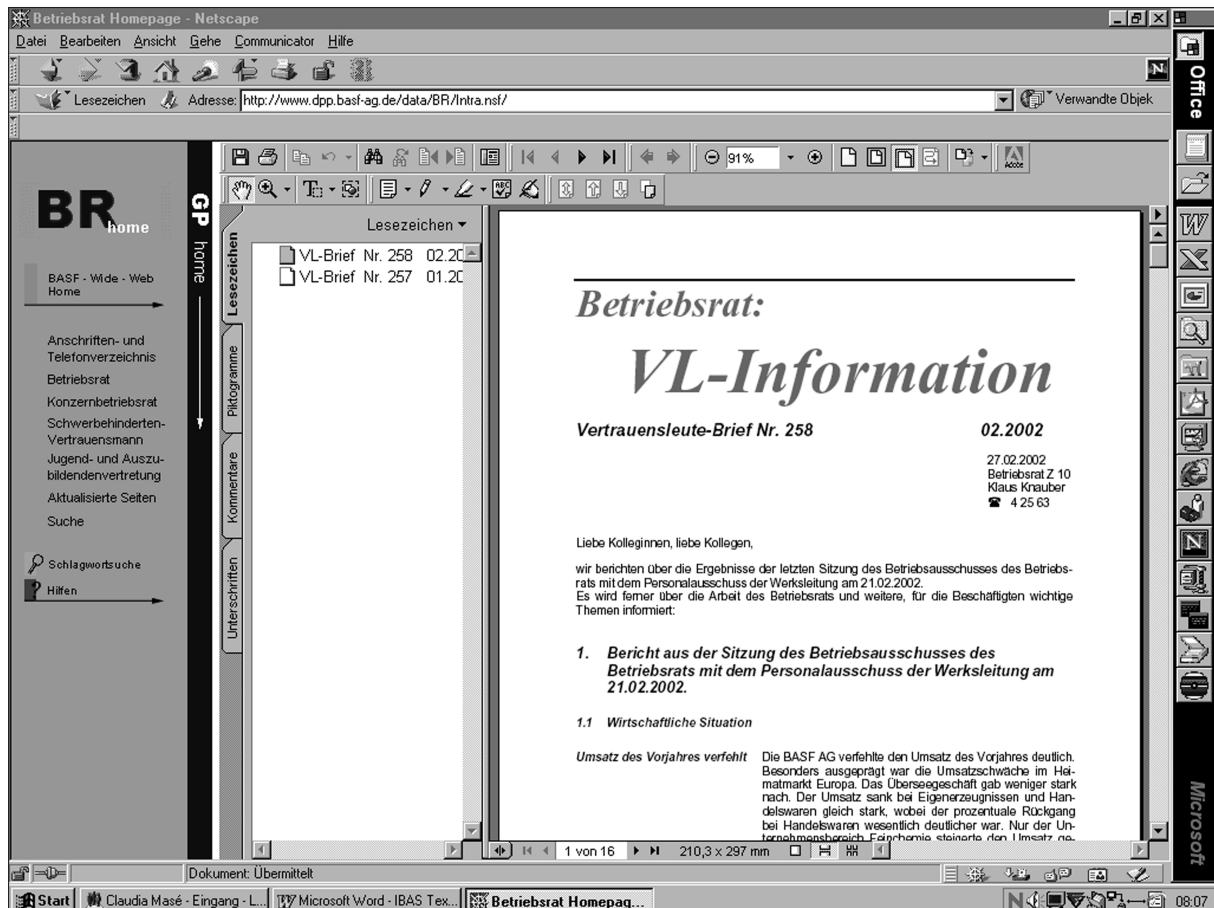 Betriebsrat Homepage - Netscape
Datei Bearbeiten Ansicht Gehe Communicator Hilfe
Lesezeichen Adresse: http://www.dpp.basf-ag.de/data/BR/Intra.nsf/ Verwandte Objek
Office
BR home
GP home
BASF - Wide - Web
Home
Anschriften- und
Telefonverzeichnis
Betriebsrat
Konzernbetriebsrat
Schwerbehinderten-
Vertrauensmann
Jugend- und Auszu-
bildendenvertretung
Aktualisierte Seiten
Suche
Schlagwortsuche
Hilfen
91%
Adobe
Lesezeichen
Piktogramme
Kommentare
Unterschriften
Lesezeichen
VL-Brief Nr. 258 02.20
VL-Brief Nr. 257 01.20
Betriebsrat:
VL-Information
Vertrauensleute-Brief Nr. 258 02.2002
27.02.2002
Betriebsrat Z 10
Klaus Knauber
☎ 4 25 63
Liebe Kolleginnen, liebe Kollegen,
wir berichten über die Ergebnisse der letzten Sitzung des Betriebsausschusses des Betriebs-
rats mit dem Personalausschuss der Werksleitung am 21.02.2002.
Es wird ferner über die Arbeit des Betriebsrats und weitere, für die Beschäftigten wichtige
Themen informiert:
1. Bericht aus der Sitzung des Betriebsausschusses des
Betriebsrats mit dem Personalausschuss der Werksleitung am
21.02.2002.
1.1 Wirtschaftliche Situation
Umsatz des Vorjahres verfehlt Die BASF AG verfehlte den Umsatz des Vorjahres deutlich.
Besonders ausgeprägt war die Umsatzschwäche im Hei-
matmarkt Europa. Das Überseegeschäft gab weniger stark
nach. Der Umsatz sank bei Eigenerzeugnissen und Han-
delswaren gleich stark, wobei der prozentuale Rückgang
bei Handelswaren wesentlich deutlicher war. Nur der Un-
ternehmensbereich Feinchemie steigerte den Umsatz ge-
1 von 16 210,3 x 297 mm
Microsoft
Dokument: Übermittelt
Start Claudia Masé - Eingang - L... Microsoft Word - IBAS Tex... Betriebsrat Homepag... 08:07